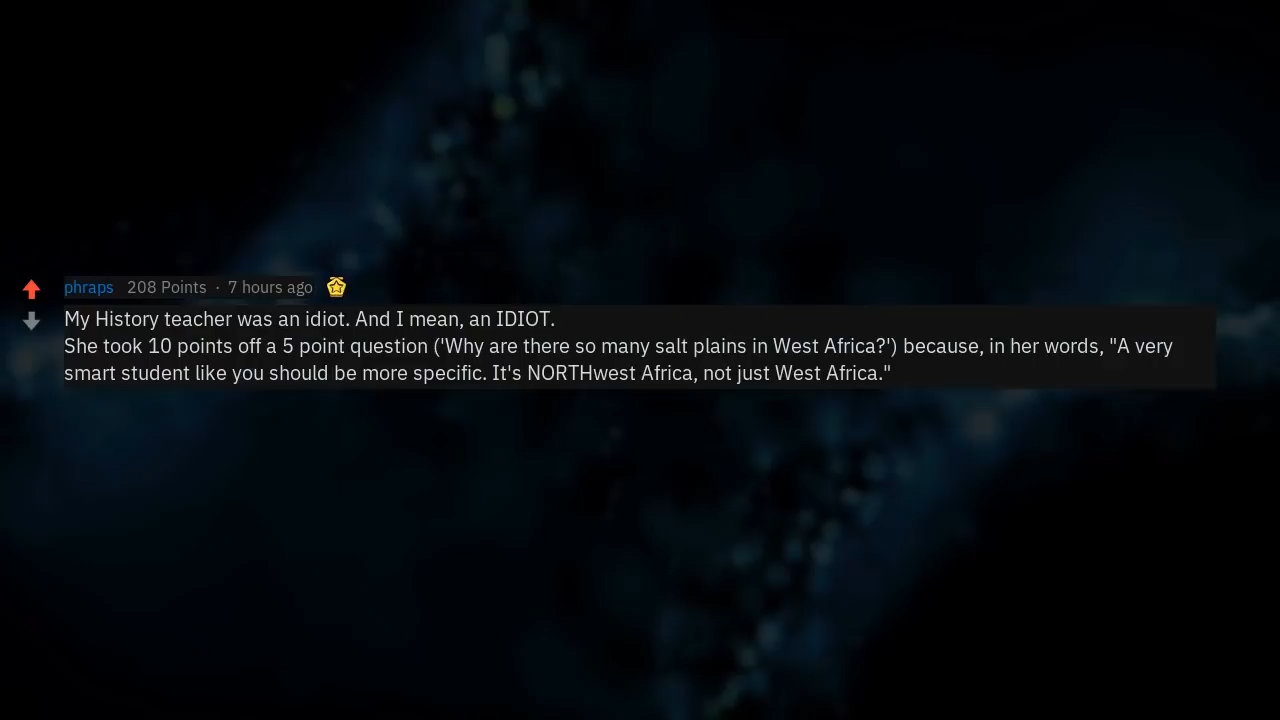 phraps 208 Points · 7 hours ago
My History teacher was an idiot. And I mean, an IDIOT.
She took 10 points off a 5 point question ('Why are there so many salt plains in West Africa?') because, in her words, "A very
smart student like you should be more specific. It's NORTHwest Africa, not just West Africa."